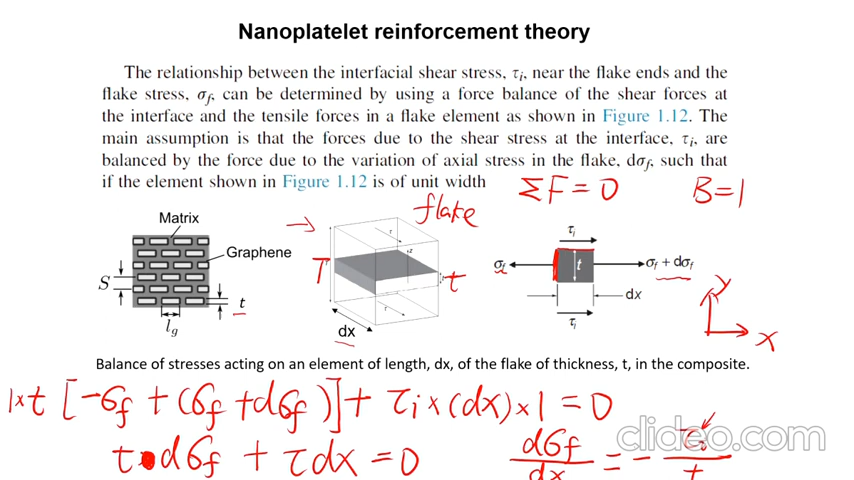 Nanoplatelet reinforcement theory
The relationship between the interfacial shear stress, τᵢ, near the flake ends and the
flake stress, σf, can be determined by using a force balance of the shear forces at
the interface and the tensile forces in a flake element as shown in Figure 1.12. The
main assumption is that the forces due to the shear stress at the interface, τᵢ, are
balanced by the force due to the variation of axial stress in the flake, dσf, such that
if the element shown in Figure 1.12 is of unit width
ΣF = 0
B = 1
Matrix
Graphene
S
t
lg
flake
T
t
τ
τ
dx
τᵢ
σf
t
σf + dσf
dx
τᵢ
y
x
Balance of stresses acting on an element of length, dx, of the flake of thickness, t, in the composite.
1×t [-σf + (σf + dσf)] + τᵢ × (dx) × 1 = 0
t dσf + τdx = 0
dσf/dx = - τᵢ/t
clideo.com